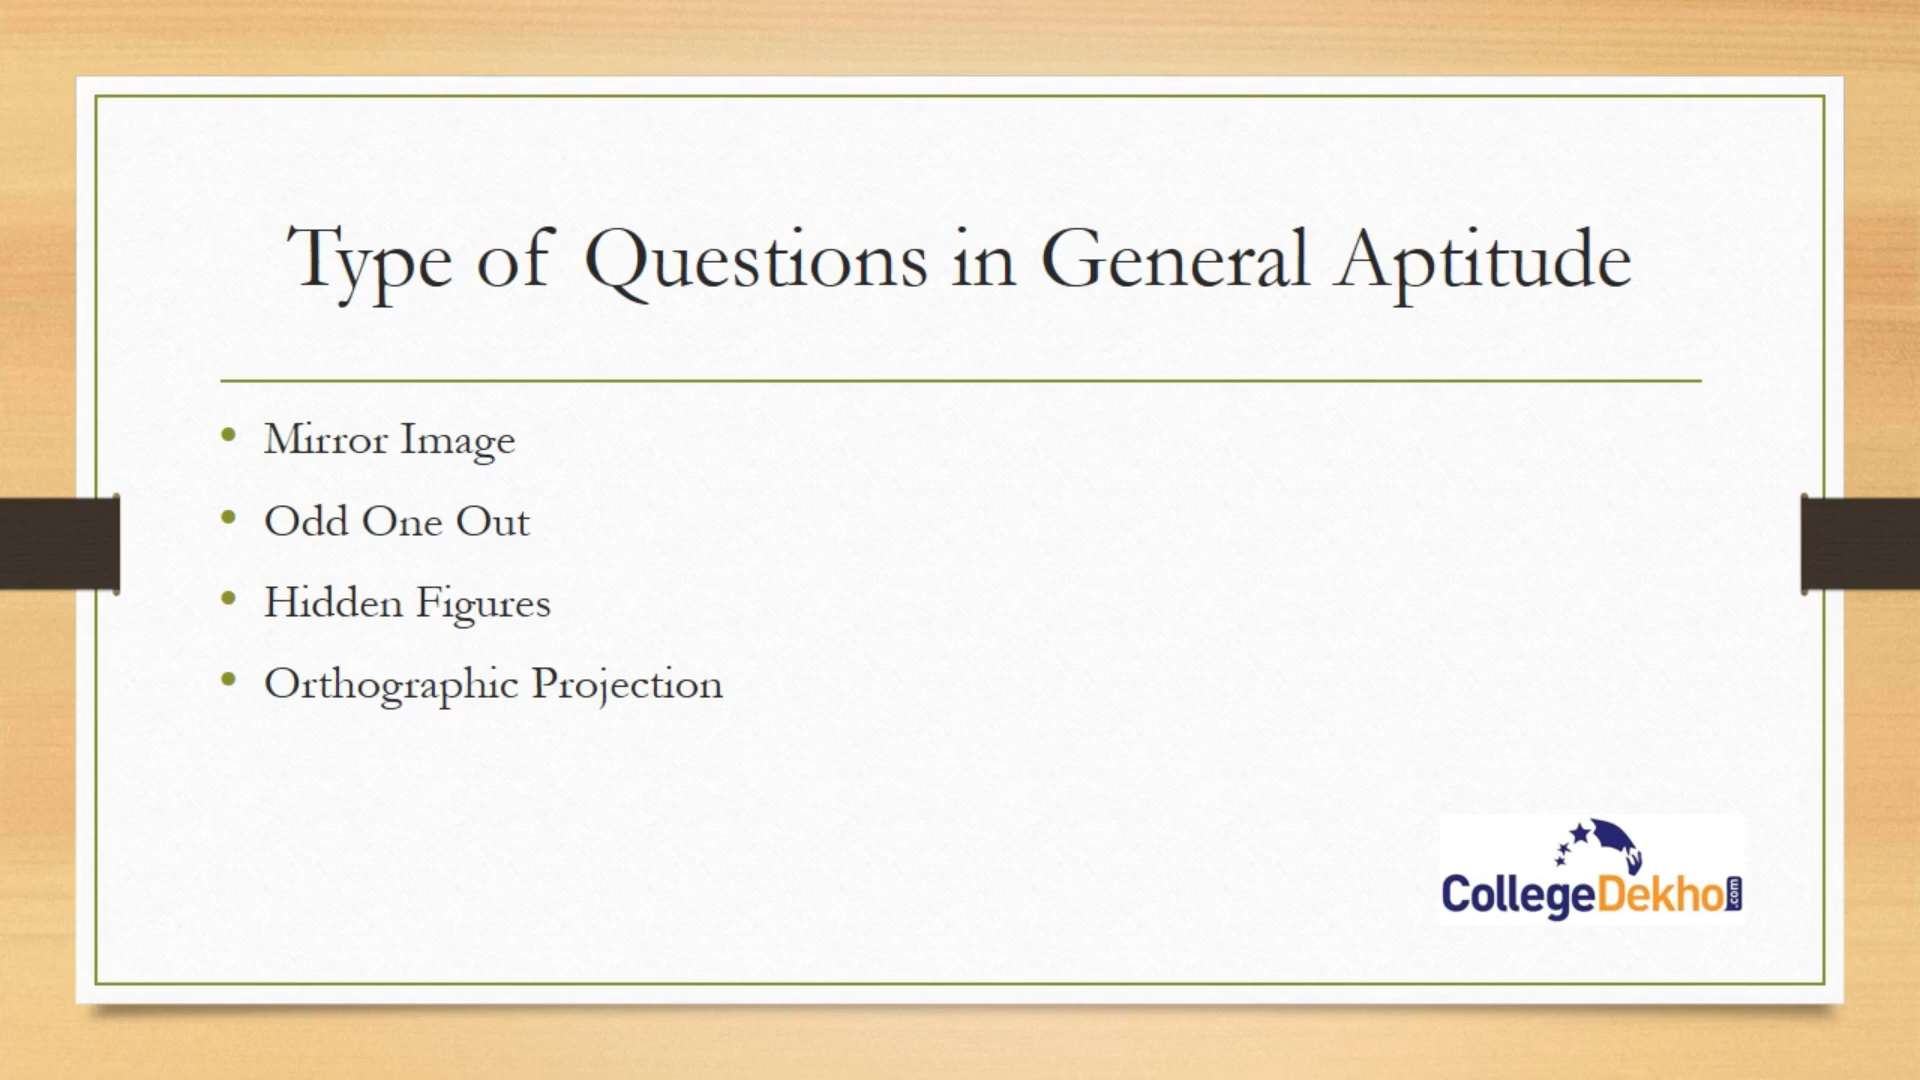 Type of Questions in General Aptitude
• Mirror Image
• Odd One Out
• Hidden Figures
• Orthographic Projection
CollegeDekho.com